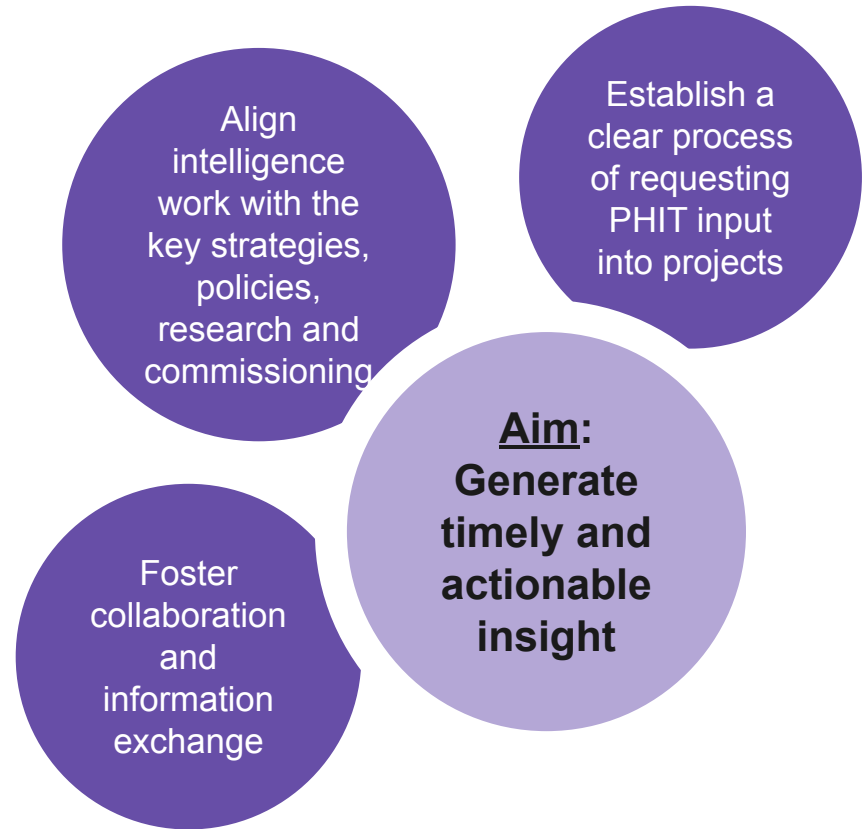 Align
intelligence
work with the
key strategies,
policies,
research and
commissioning
Establish a
clear process
of requesting
PHIT input
into projects
Aim:
Generate
timely and
actionable
insight
Foster
collaboration
and
information
exchange